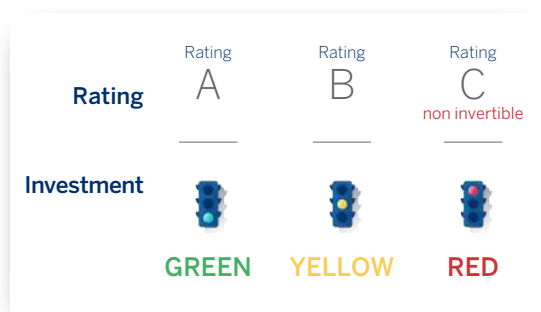 Rating Rating Rating
Rating A B C
non invertible
Investment
GREEN YELLOW RED